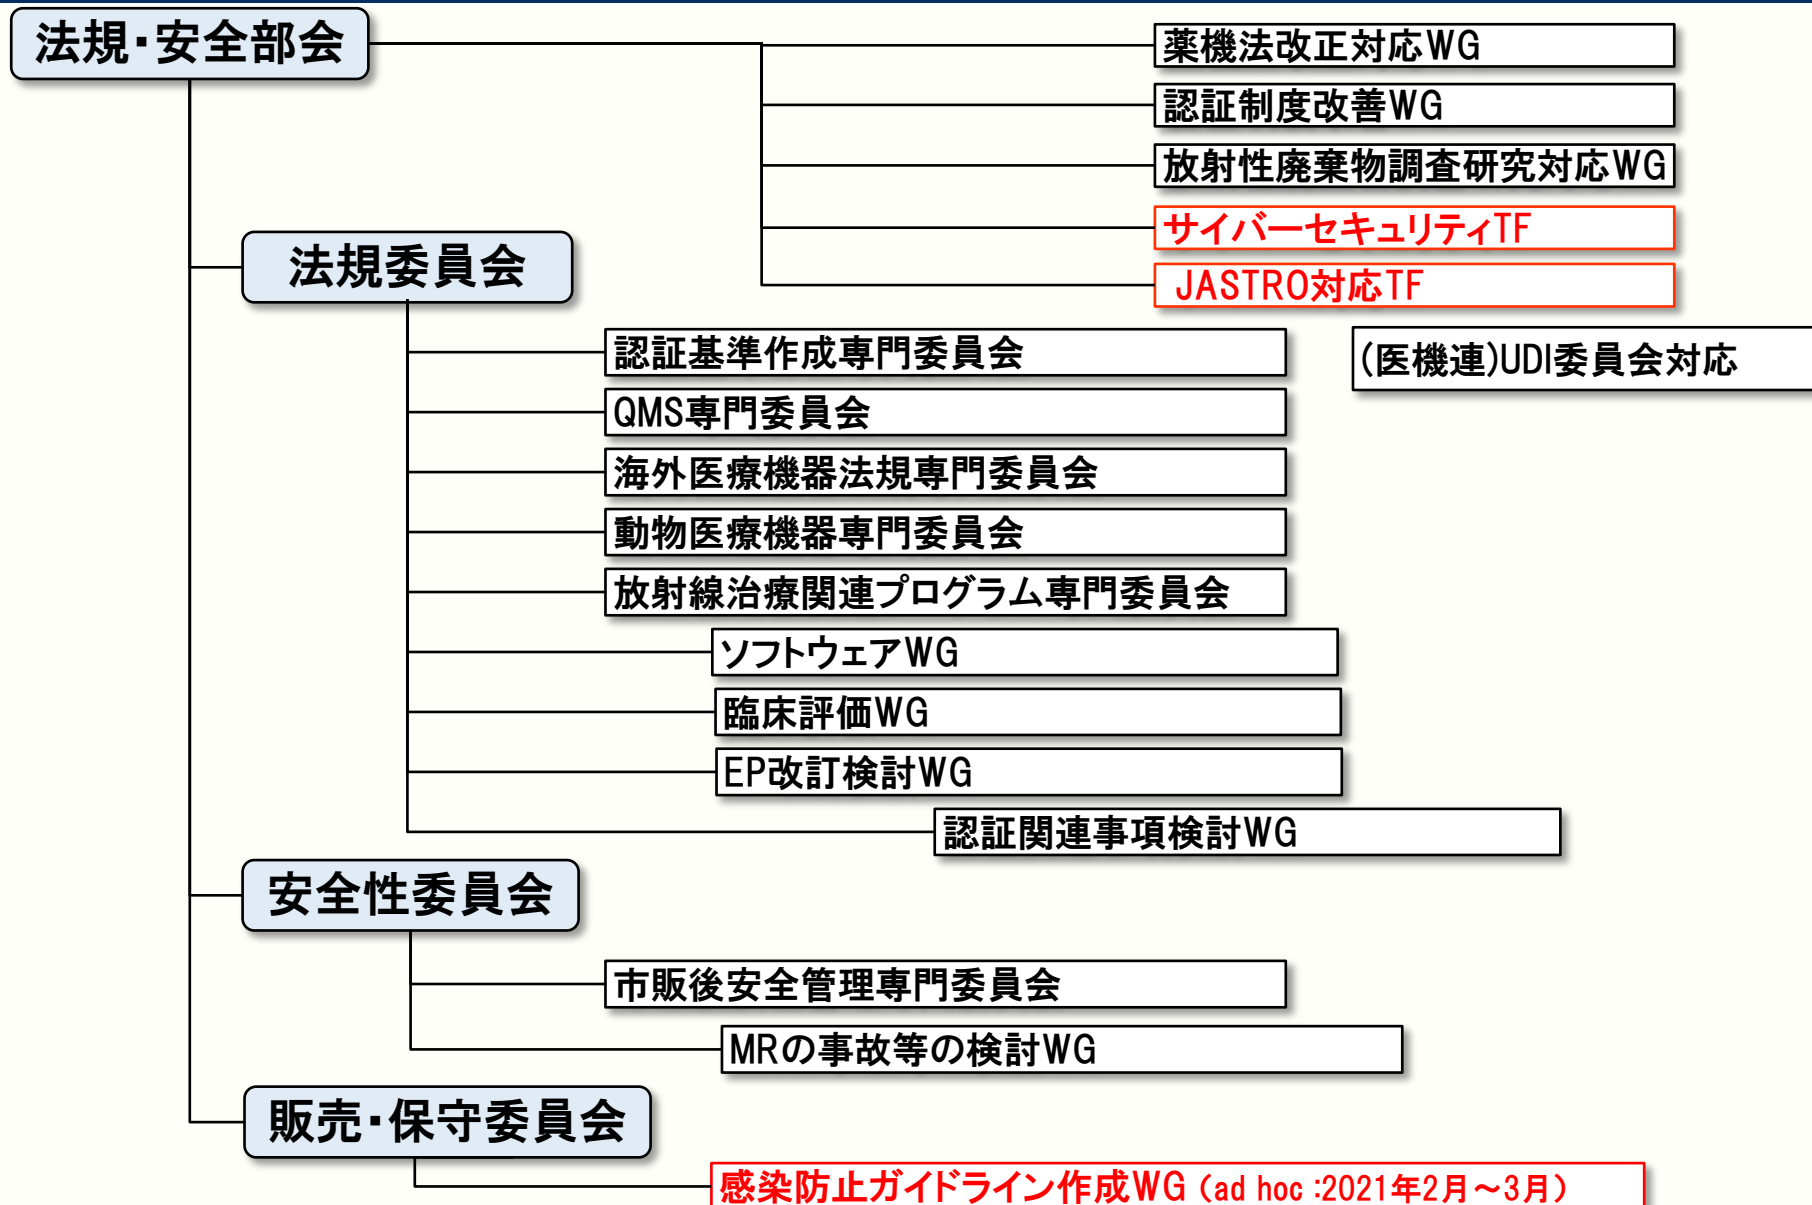 法規・安全部会
薬機法改正対応WG
認証制度改善WG
放射性廃棄物調査研究対応WG
サイバーセキュリティTF
JASTRO対応TF
法規委員会
認証基準作成専門委員会
(医機連)UDI委員会対応
QMS専門委員会
海外医療機器法規専門委員会
動物医療機器専門委員会
放射線治療関連プログラム専門委員会
ソフトウェアWG
臨床評価WG
EP改訂検討WG
認証関連事項検討WG
安全性委員会
市販後安全管理専門委員会
MRの事故等の検討WG
販売・保守委員会
感染防止ガイドライン作成WG（ad hoc :2021年2月～3月）